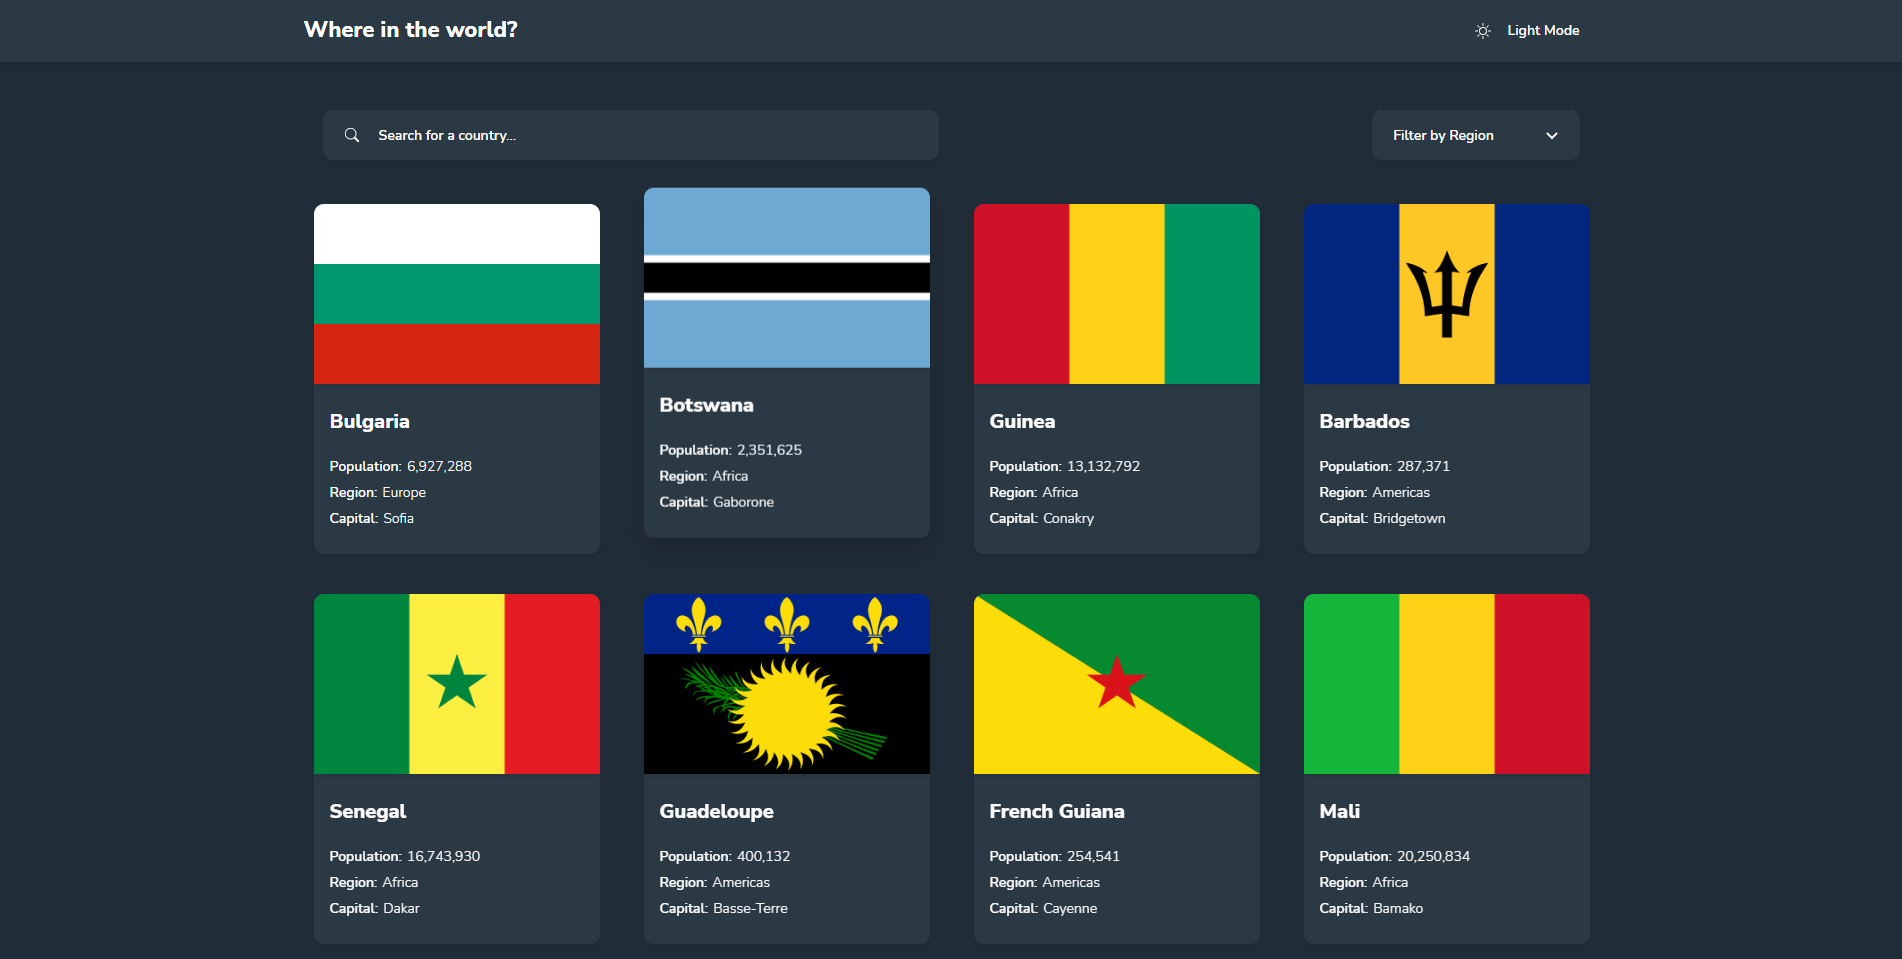 Where in the world?
Light Mode
Search for a country...
Filter by Region
Bulgaria
Population: 6,927,288
Region: Europe
Capital: Sofia
Botswana
Population: 2,351,625
Region: Africa
Capital: Gaborone
Guinea
Population: 13,132,792
Region: Africa
Capital: Conakry
Barbados
Population: 287,371
Region: Americas
Capital: Bridgetown
Senegal
Population: 16,743,930
Region: Africa
Capital: Dakar
Guadeloupe
Population: 400,132
Region: Americas
Capital: Basse-Terre
French Guiana
Population: 254,541
Region: Americas
Capital: Cayenne
Mali
Population: 20,250,834
Region: Africa
Capital: Bamako